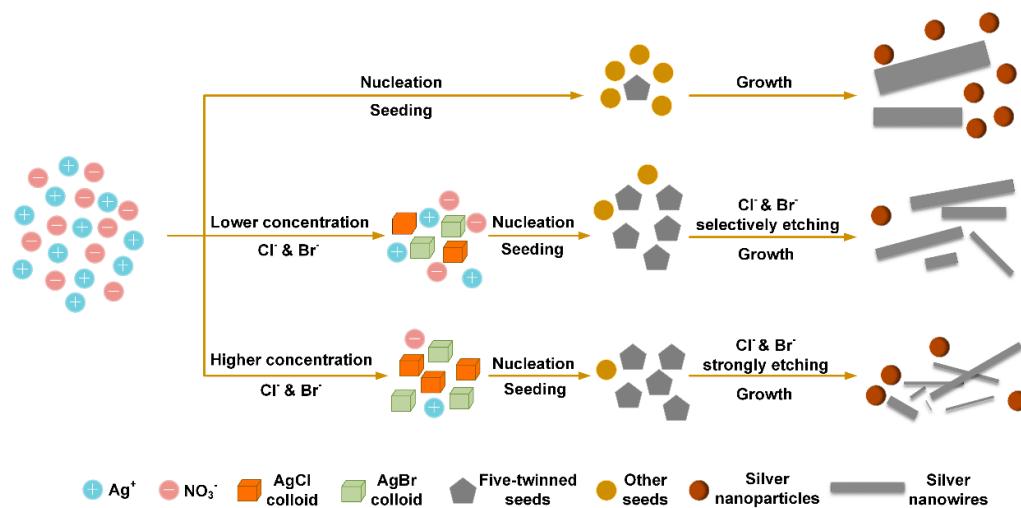 Nucleation
Seeding
Growth
Lower concentration
Cl⁻ & Br⁻
Nucleation
Seeding
Cl⁻ & Br⁻
selectively etching
Growth
Higher concentration
Cl⁻ & Br⁻
Nucleation
Seeding
Cl⁻ & Br⁻
strongly etching
Growth
Ag⁺
NO₃⁻
AgCl
colloid
AgBr
colloid
Five-twinned
seeds
Other
seeds
Silver
nanoparticles
Silver
nanowires